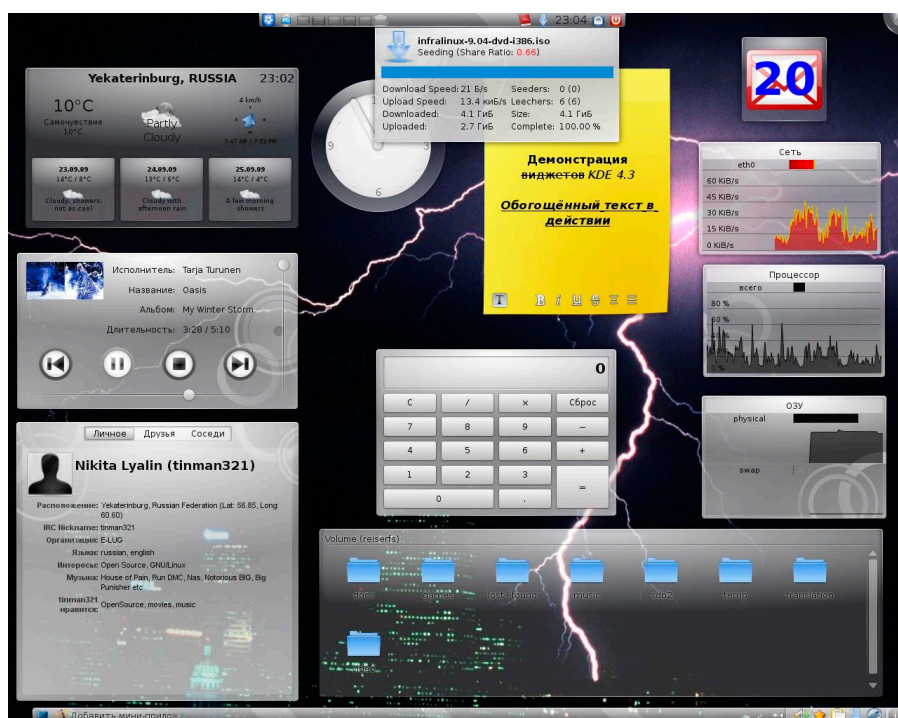 23:04
infralinux-9.04-dvd-i386.iso
Seeding (Share Ratio: 0.66)
Download Speed: 21 Б/s Seeders: 0 (0)
Upload Speed: 13.4 киБ/s Leechers: 6 (6)
Downloaded: 4.1 ГиБ Size: 4.1 ГиБ
Uploaded: 2.7 ГиБ Complete: 100.00 %
Yekaterinburg, RUSSIA 23:02
10°C
Самочувствие
10°C
Partly
Cloudy
4 km/h
23.09.09
14°C / 8°C
Cloudy, showers;
not as cool
24.09.09
13°C / 6°C
Cloudy with
afternoon rain
25.09.09
14°C / 4°C
A few morning
showers
9
3
6
Демонстрация
виджетов KDE 4.3
Обогощённый текст в
действии
T B i U S
20
Сеть
eth0
60 KiB/s
45 KiB/s
30 KiB/s
15 KiB/s
0 KiB/s
Процессор
всего
80 %
60 %
40 %
0 %
ОЗУ
physical
swap
Исполнитель: Tarja Turunen
Название: Oasis
Альбом: My Winter Storm
Длительность: 3:28 / 5:10
0
C / × Сброс
7 8 9 −
4 5 6 +
1 2 3 =
0 .
Личное Друзья Соседи
Nikita Lyalin (tinman321)
Расположение: Yekaterinburg, Russian Federation (Lat: 56.85, Long:
60.60)
IRC Nickname: tinman321
Организация: E-LUG
Языки: russian, english
Интересы: Open Source, GNU/Linux
Музыка: House of Pain, Run DMC, Nas, Notorious BIG, Big
Punisher etc
tinman321
нравится: OpenSource, movies, music
Volume (reiserfs)
docs games lost+found music sdb2 temp translation
video
Добавить мини-прилож